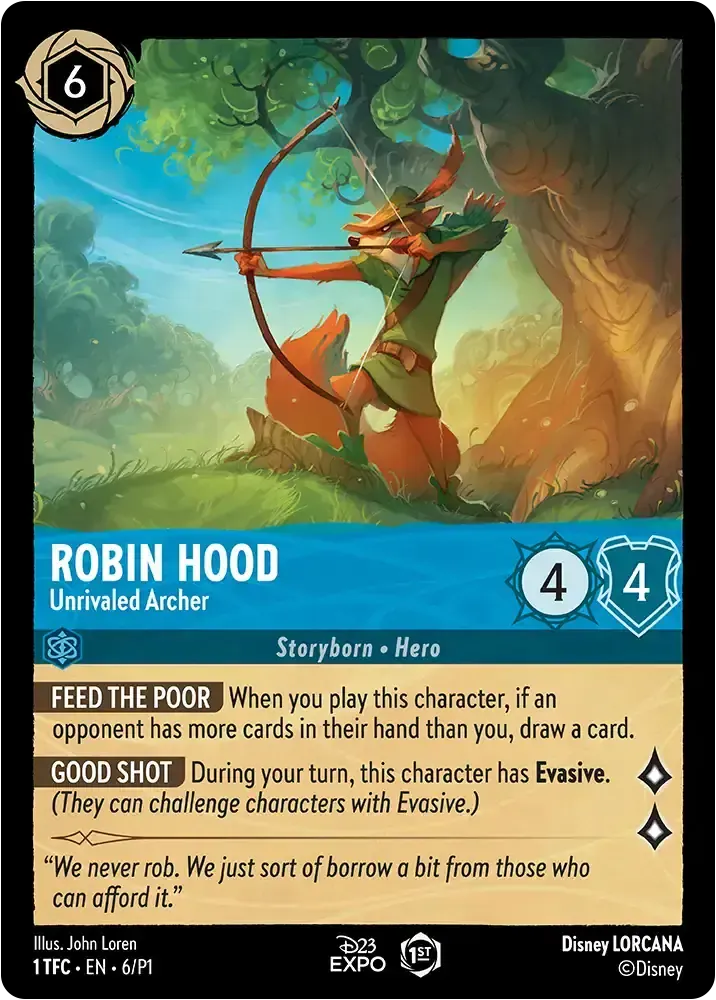 6
ROBIN HOOD
Unrivaled Archer
4
4
Storyborn • Hero
FEED THE POOR When you play this character, if an
opponent has more cards in their hand than you, draw a card.
GOOD SHOT During your turn, this character has Evasive.
(They can challenge characters with Evasive.)
“We never rob. We just sort of borrow a bit from those who
can afford it.”
Illus. John Loren
1 TFC • EN • 6/P1
D23
EXPO
1ST
Disney LORCANA
©Disney